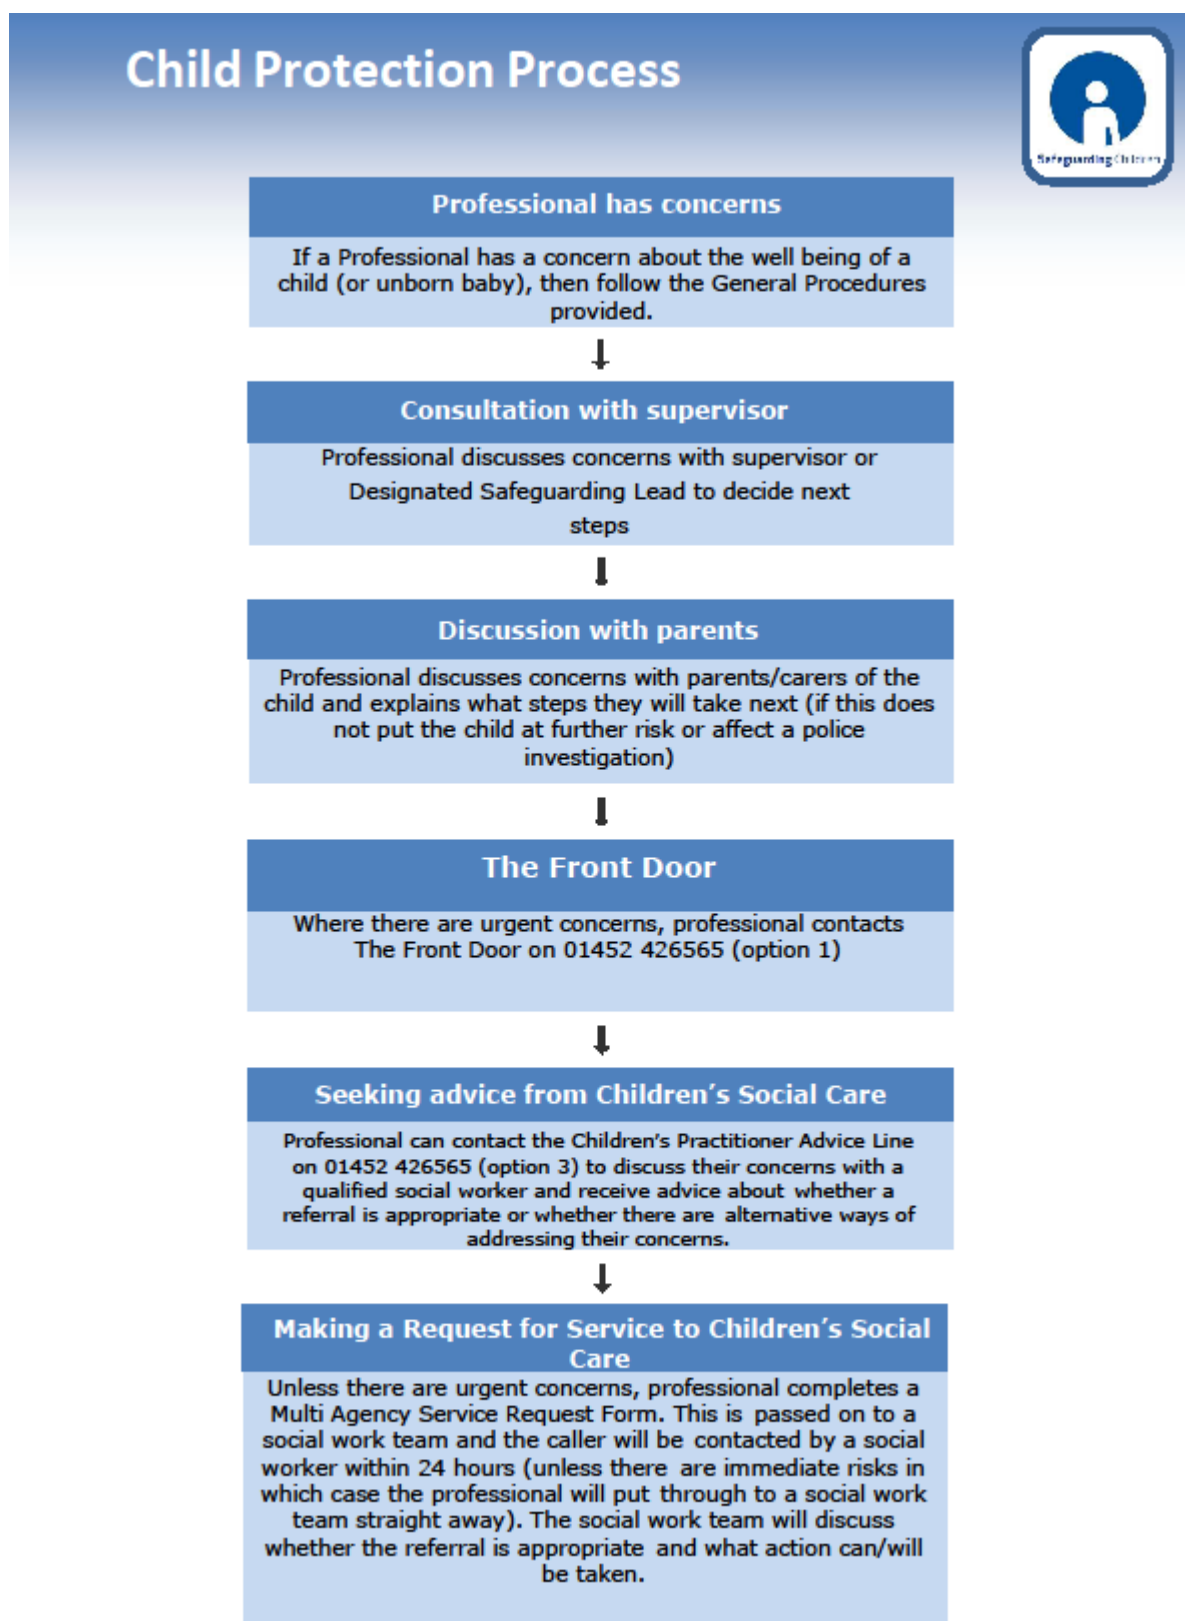 Child Protection Process
Safeguarding Children
Professional has concerns
If a Professional has a concern about the well being of a
child (or unborn baby), then follow the General Procedures
provided.
Consultation with supervisor
Professional discusses concerns with supervisor or
Designated Safeguarding Lead to decide next
steps
Discussion with parents
Professional discusses concerns with parents/carers of the
child and explains what steps they will take next (if this does
not put the child at further risk or affect a police
investigation)
The Front Door
Where there are urgent concerns, professional contacts
The Front Door on 01452 426565 (option 1)
Seeking advice from Children’s Social Care
Professional can contact the Children’s Practitioner Advice Line
on 01452 426565 (option 3) to discuss their concerns with a
qualified social worker and receive advice about whether a
referral is appropriate or whether there are alternative ways of
addressing their concerns.
Making a Request for Service to Children’s Social
Care
Unless there are urgent concerns, professional completes a
Multi Agency Service Request Form. This is passed on to a
social work team and the caller will be contacted by a social
worker within 24 hours (unless there are immediate risks in
which case the professional will put through to a social work
team straight away). The social work team will discuss
whether the referral is appropriate and what action can/will
be taken.